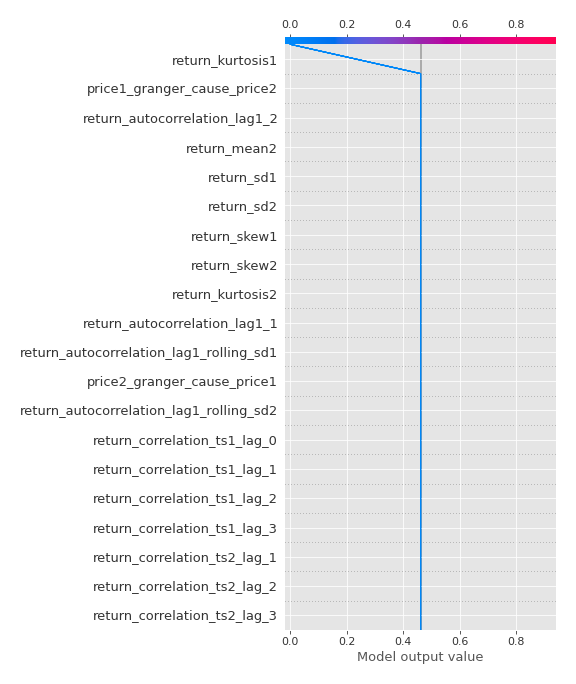 0.0 0.2 0.4 0.6 0.8
return_kurtosis1
price1_granger_cause_price2
return_autocorrelation_lag1_2
return_mean2
return_sd1
return_sd2
return_skew1
return_skew2
return_kurtosis2
return_autocorrelation_lag1_1
return_autocorrelation_lag1_rolling_sd1
price2_granger_cause_price1
return_autocorrelation_lag1_rolling_sd2
return_correlation_ts1_lag_0
return_correlation_ts1_lag_1
return_correlation_ts1_lag_2
return_correlation_ts1_lag_3
return_correlation_ts2_lag_1
return_correlation_ts2_lag_2
return_correlation_ts2_lag_3
0.0 0.2 0.4 0.6 0.8
Model output value